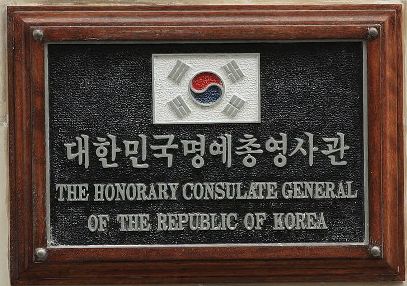 대한민국명예총영사관
THE HONORARY CONSULATE GENERAL
OF THE REPUBLIC OF KOREA